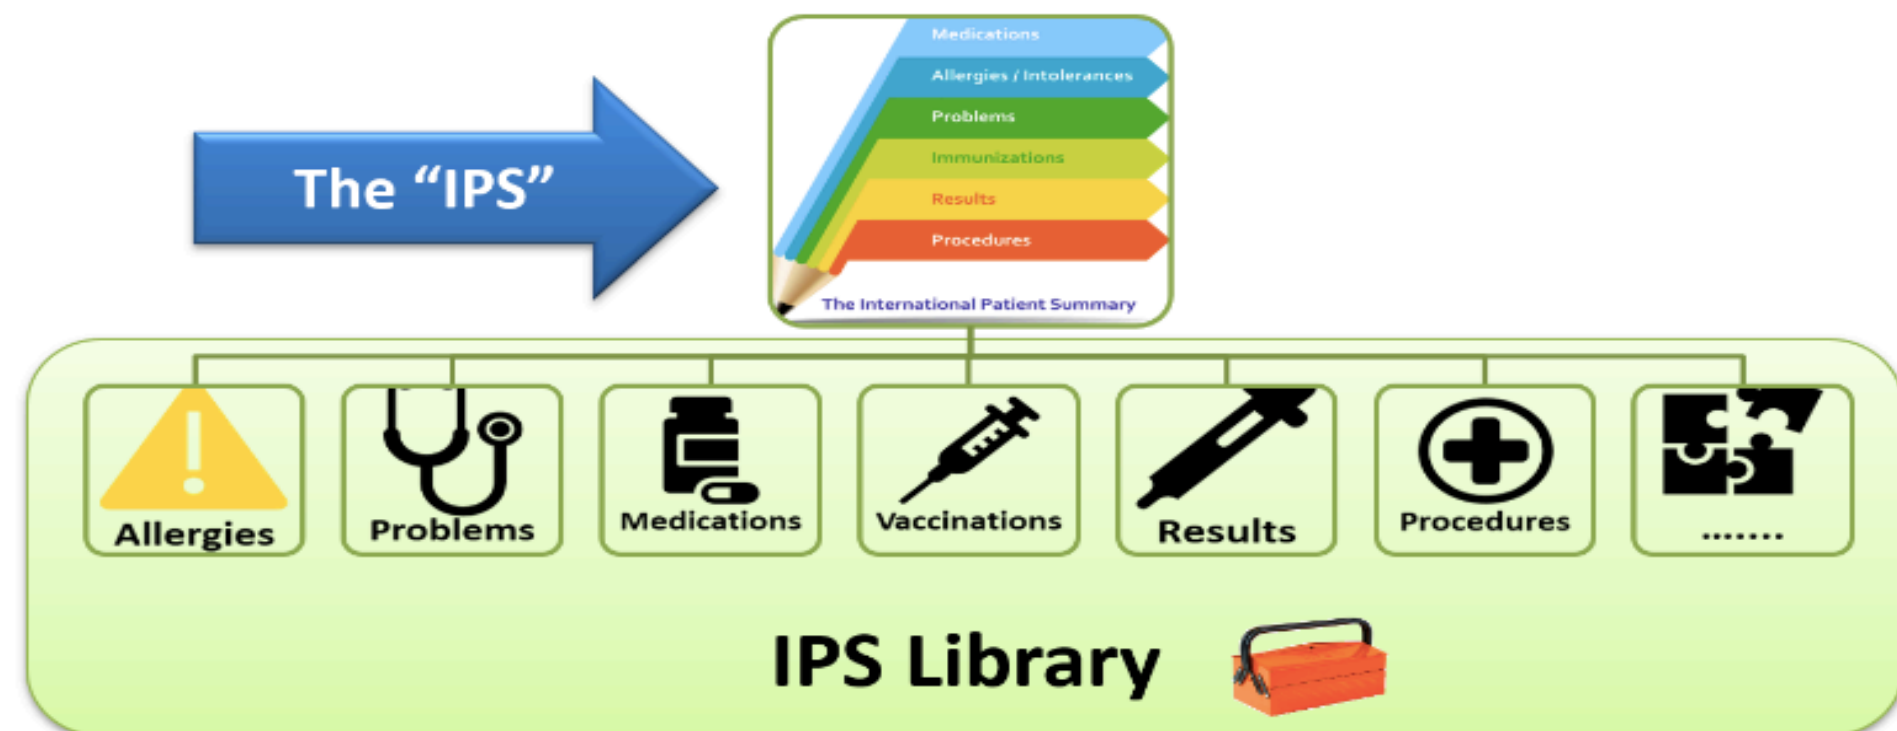 The “IPS”
Medications
Allergies / Intolerances
Problems
Immunizations
Results
Procedures
The International Patient Summary
Allergies
Problems
Medications
Vaccinations
Results
Procedures
.......
IPS Library